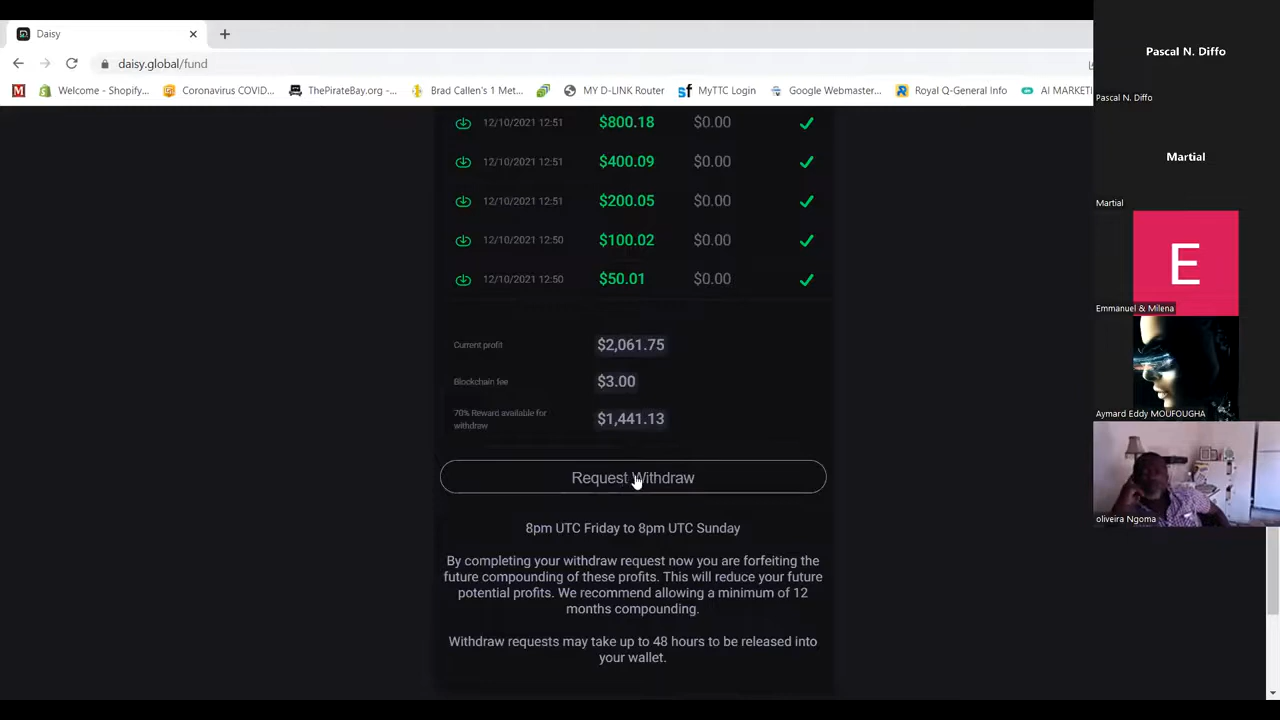 Daisy
daisy.global/fund
M Welcome - Shopify... Coronavirus COVID... ThePirateBay.org -... Brad Callen's 1 Met... MY D-LINK Router sf MyTTC Login Google Webmaster... Royal Q-General Info AI MARKETI
12/10/2021 12:51 $800.18 $0.00
12/10/2021 12:51 $400.09 $0.00
12/10/2021 12:51 $200.05 $0.00
12/10/2021 12:50 $100.02 $0.00
12/10/2021 12:50 $50.01 $0.00
Current profit $2,061.75
Blockchain fee $3.00
70% Reward available for
withdraw $1,441.13
Request Withdraw
8pm UTC Friday to 8pm UTC Sunday
By completing your withdraw request now you are forfeiting the
future compounding of these profits. This will reduce your future
potential profits. We recommend allowing a minimum of 12
months compounding.
Withdraw requests may take up to 48 hours to be released into
your wallet.
Pascal N. Diffo
Pascal N. Diffo
Martial
Martial
E
Emmanuel & Milena
Aymard Eddy MOUFOUGHA
oliveira Ngoma